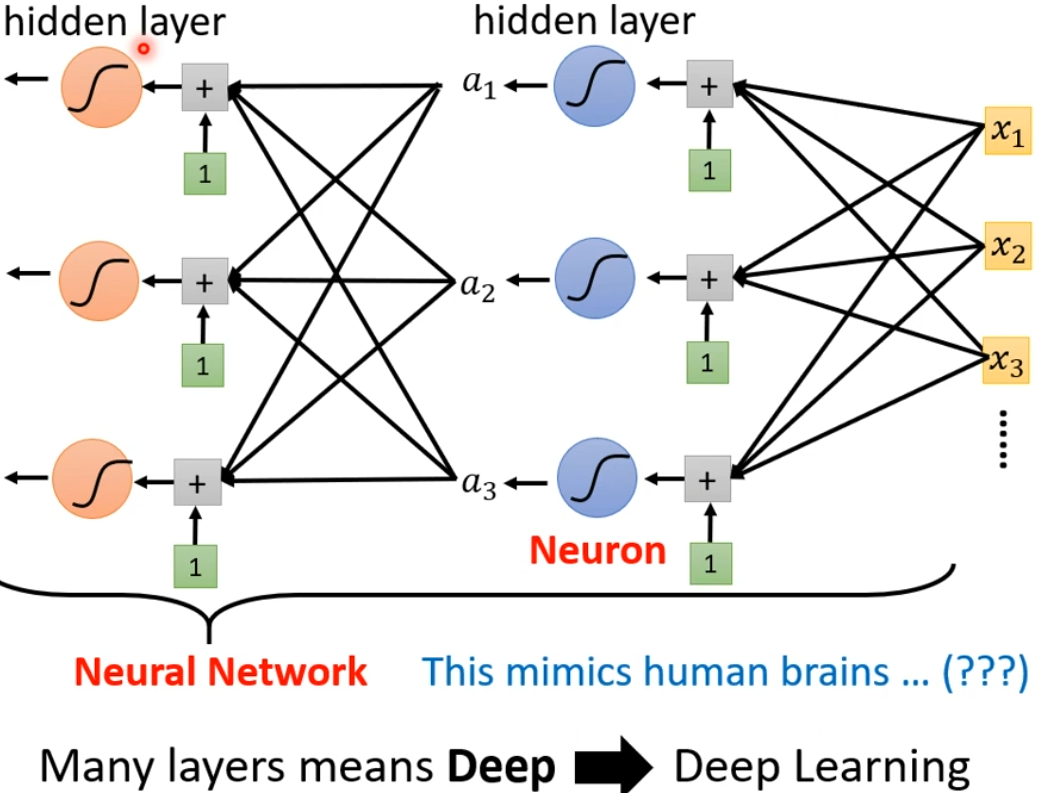 hidden layer
hidden layer
+
a₁
+
x₁
1
1
x₂
+
a₂
+
1
1
x₃
+
a₃
+
Neuron
1
1
Neural Network
This mimics human brains ... (???)
Many layers means Deep
Deep Learning